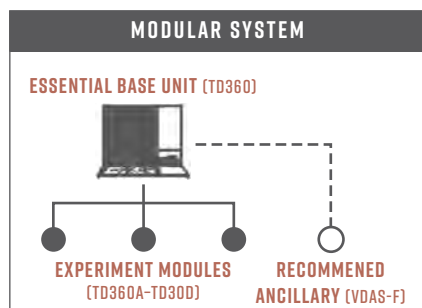 MODULAR SYSTEM
ESSENTIAL BASE UNIT (TD360)
EXPERIMENT MODULES
(TD360A–TD30D)
RECOMMENED
ANCILLARY (VDAS-F)